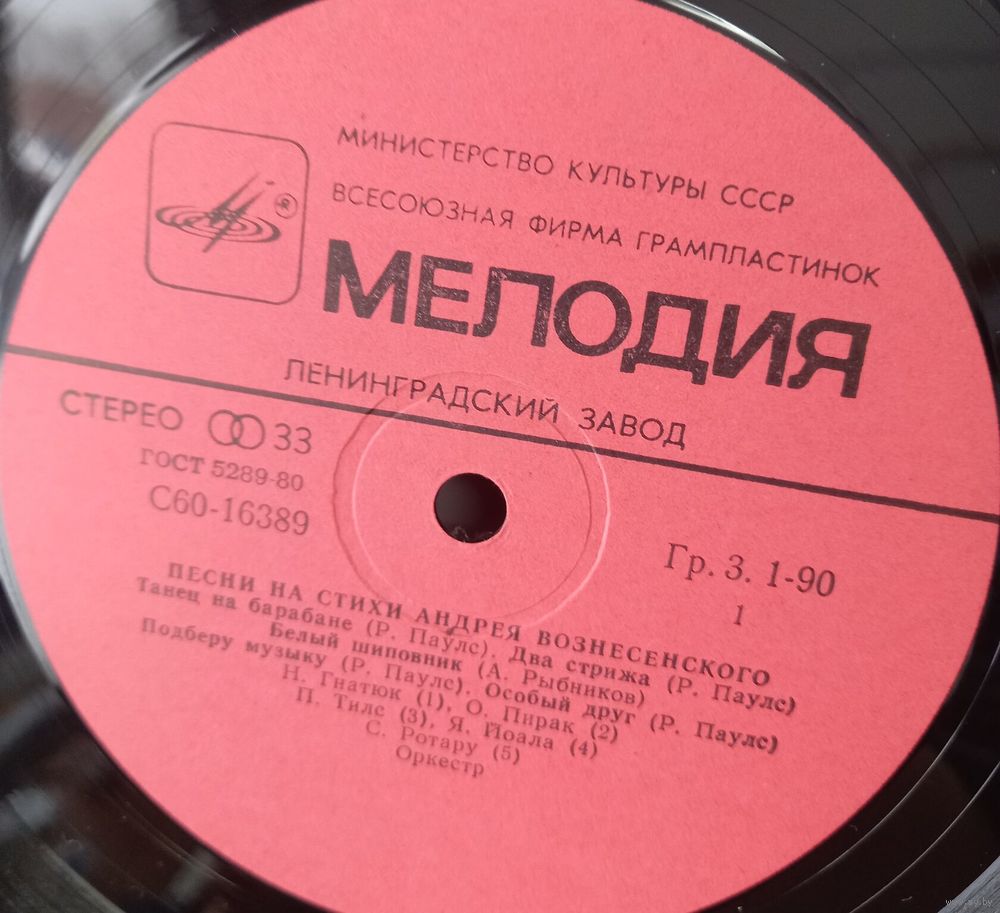 МИНИСТЕРСТВО КУЛЬТУРЫ СССР
ВСЕСОЮЗНАЯ ФИРМА ГРАМПЛАСТИНОК
®
МЕЛОДИЯ
ЛЕНИНГРАДСКИЙ ЗАВОД
СТЕРЕО 33
ГОСТ 5289-80
С60-16389
Гр. 3. 1-90
1
ПЕСНИ НА СТИХИ АНДРЕЯ ВОЗНЕСЕНСКОГО
Танец на барабане (Р. Паулс). Два стрижа (Р. Паулс)
Белый шиповник (А. Рыбников)
Подберу музыку (Р. Паулс). Особый друг (Р. Паулс)
Н. Гнатюк (1), О. Пирак (2)
П. Тилс (3), Я. Йоала (4)
С. Ротару (5)
Оркестр